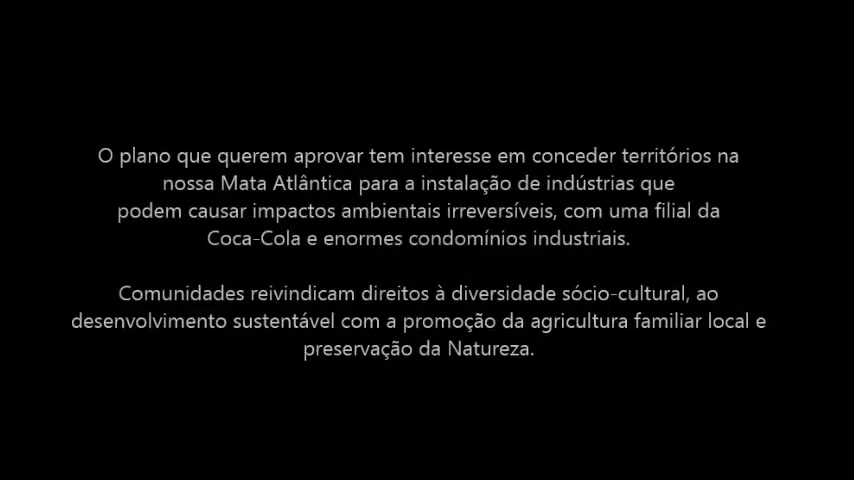 O plano que querem aprovar tem interesse em conceder territórios na
nossa Mata Atlântica para a instalação de indústrias que
podem causar impactos ambientais irreversíveis, com uma filial da
Coca-Cola e enormes condomínios industriais.
Comunidades reivindicam direitos à diversidade sócio-cultural, ao
desenvolvimento sustentável com a promoção da agricultura familiar local e
preservação da Natureza.